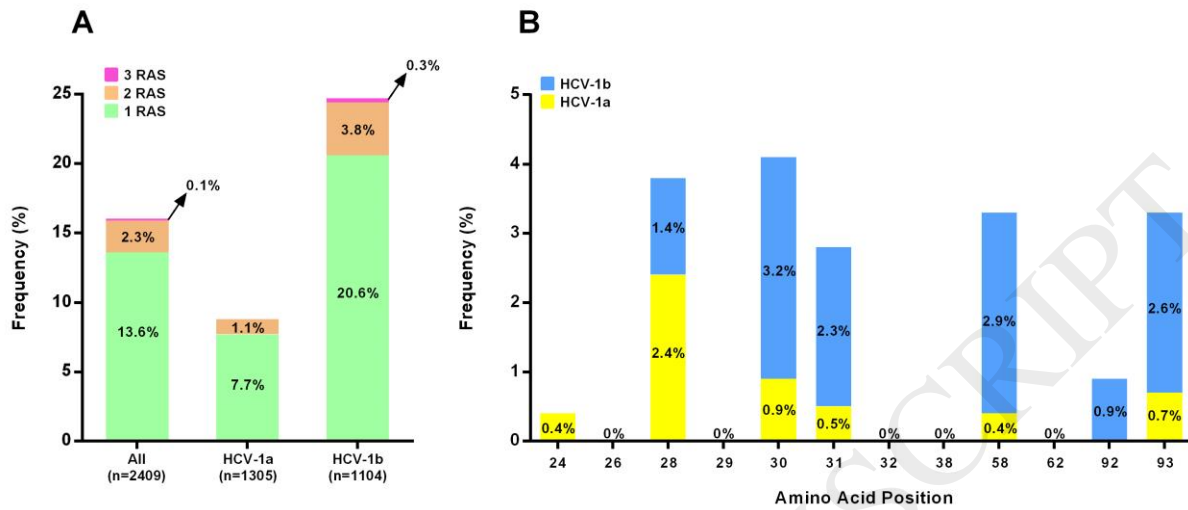 A
3 RAS
2 RAS
1 RAS
Frequency (%)
25
20
15
10
5
0
0.1%
2.3%
13.6%
1.1%
7.7%
0.3%
3.8%
20.6%
All
(n=2409)
HCV-1a
(n=1305)
HCV-1b
(n=1104)
B
HCV-1b
HCV-1a
Frequency (%)
5
4
3
2
1
0
0.4%
0%
1.4%
2.4%
0%
3.2%
0.9%
2.3%
0.5%
0%
0%
2.9%
0.4%
0%
0.9%
2.6%
0.7%
24 26 28 29 30 31 32 38 58 62 92 93
Amino Acid Position
SCRIPT